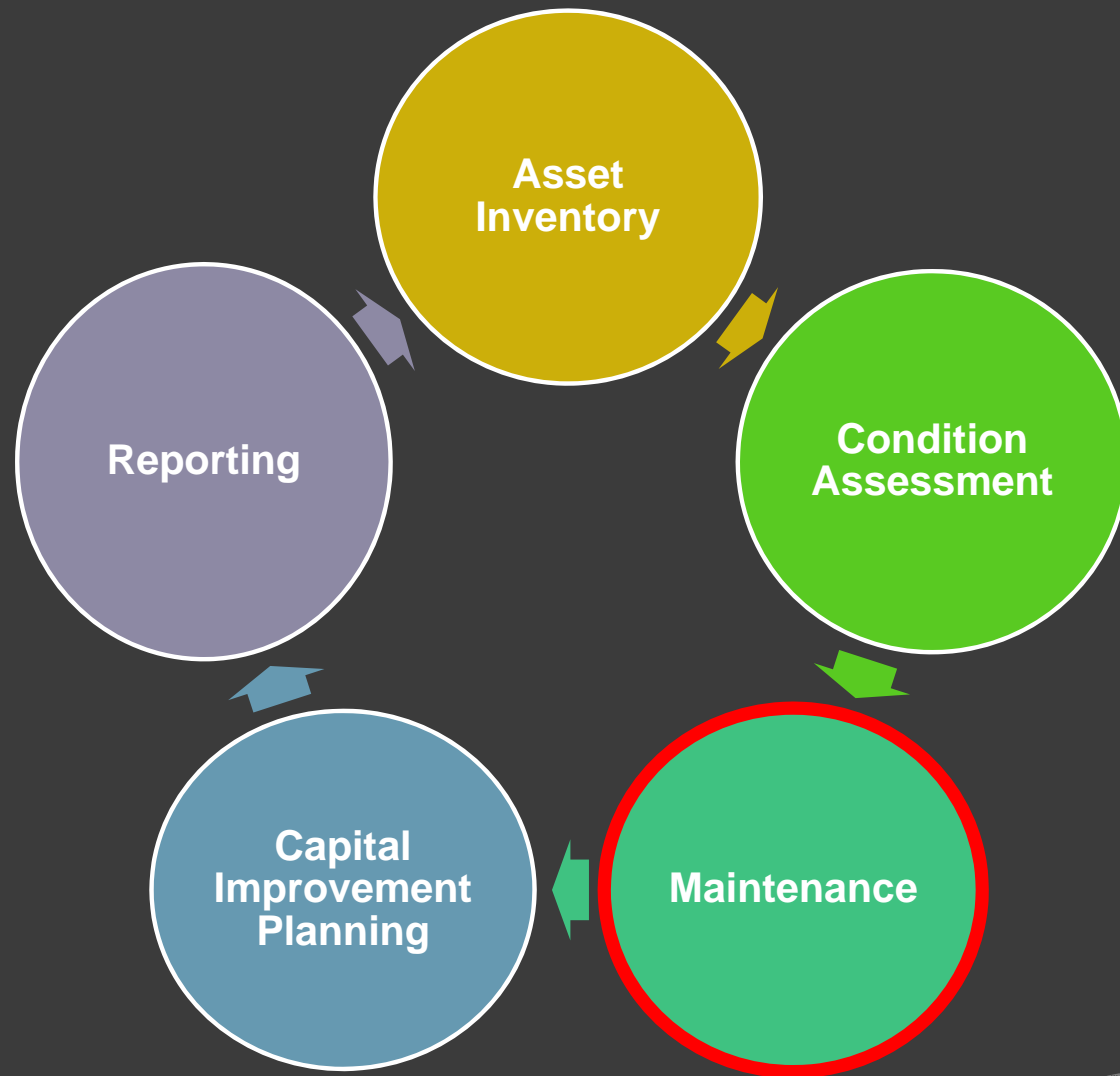 Asset
Inventory
Condition
Assessment
Maintenance
Capital
Improvement
Planning
Reporting